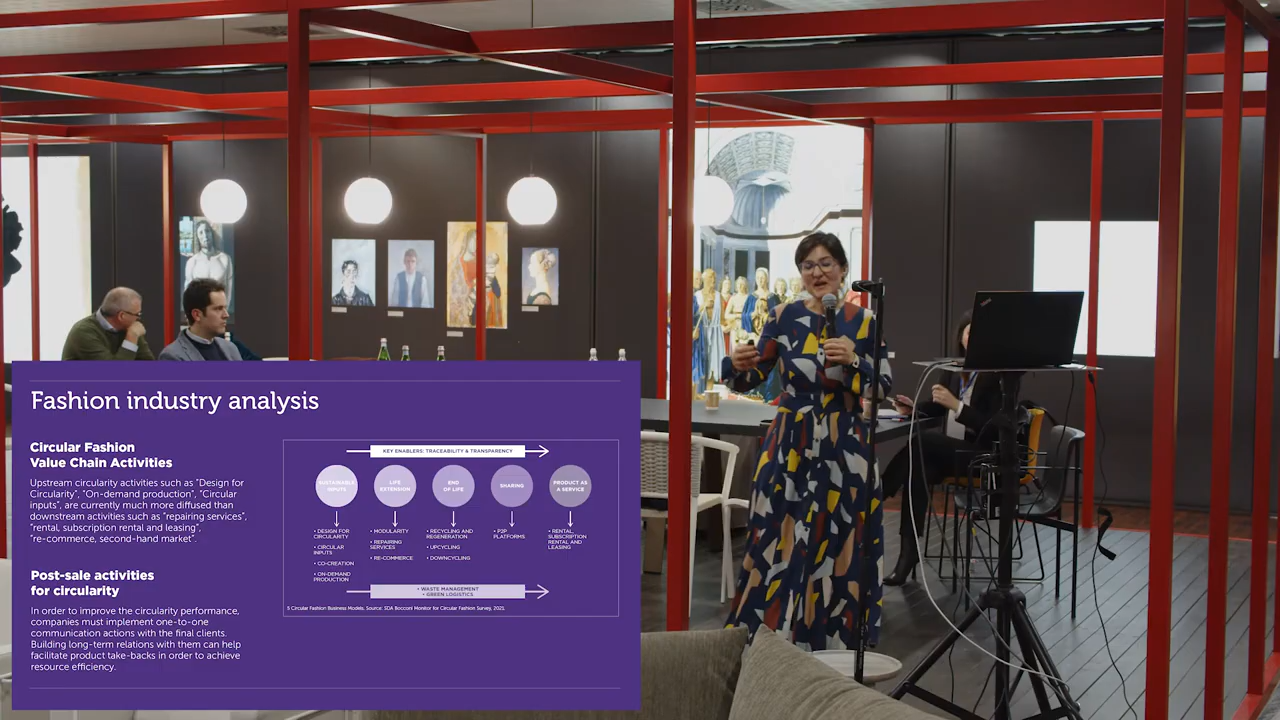 Fashion industry analysis
Circular Fashion
Value Chain Activities
Upstream circularity activities such as "Design for
Circularity", "On-demand production", "Circular
inputs", are currently much more diffused than
downstream activities such as "repairing services",
"rental, subscription rental and leasing",
"re-commerce, second-hand market".
Post-sale activities
for circularity
In order to improve the circularity performance,
companies must implement one-to-one
communication actions with the final clients.
Building long-term relations with them can help
facilitate product take-backs in order to achieve
resource efficiency.
KEY ENABLERS: TRACEABILITY & TRANSPARENCY
SUSTAINABLE
INPUTS
LIFE
EXTENSION
END
OF LIFE
SHARING
PRODUCT AS
A SERVICE
• DESIGN FOR
CIRCULARITY
• CIRCULAR
INPUTS
• CO-CREATION
• ON-DEMAND
PRODUCTION
• MODULARITY
• REPAIRING
SERVICES
• RE-COMMERCE
• RECYCLING AND
REGENERATION
• UPCYCLING
• DOWNCYCLING
• P2P
PLATFORMS
• RENTAL,
SUBSCRIPTION
RENTAL AND
LEASING
• WASTE MANAGEMENT
• GREEN LOGISTICS
5 Circular Fashion Business Models, Source: SDA Bocconi Monitor for Circular Fashion Survey, 2023.